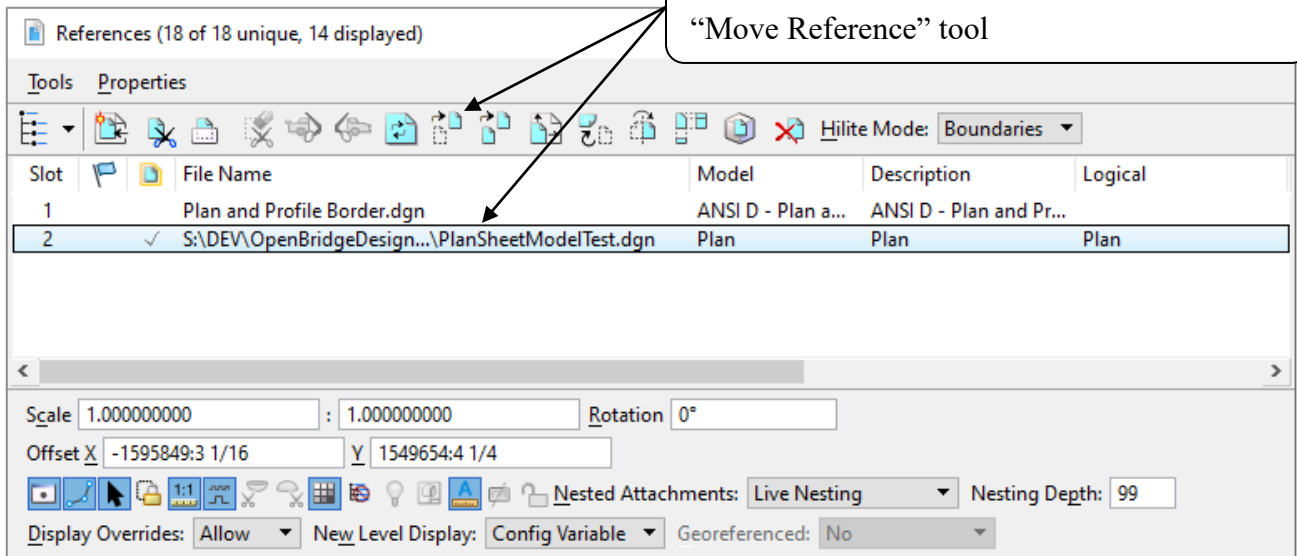 “Move Reference” tool
References (18 of 18 unique, 14 displayed)
Tools Properties
Hilite Mode: Boundaries
Slot File Name Model Description Logical
1 Plan and Profile Border.dgn ANSI D - Plan a... ANSI D - Plan and Pr...
2 S:\DEV\OpenBridgeDesign...\PlanSheetModelTest.dgn Plan Plan Plan
Scale 1.000000000 : 1.000000000 Rotation 0°
Offset X -1595849:3 1/16 Y 1549654:4 1/4
1:1 A Nested Attachments: Live Nesting Nesting Depth: 99
Display Overrides: Allow New Level Display: Config Variable Georeferenced: No